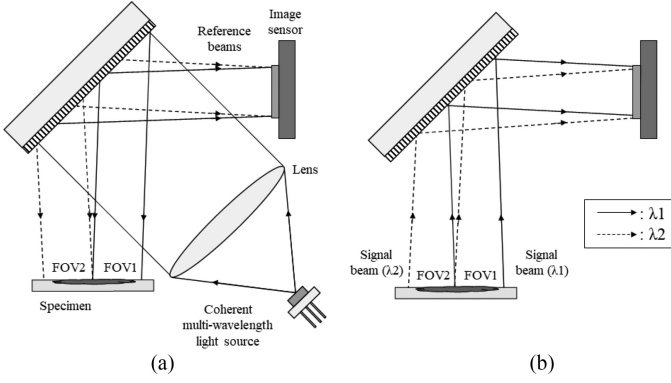 Reference
beams
Image
sensor
Lens
FOV2
FOV1
Specimen
Coherent
multi-wavelength
light source
(a)
: λ1
: λ2
Signal
beam (λ2)
FOV2
FOV1
Signal
beam (λ1)
(b)